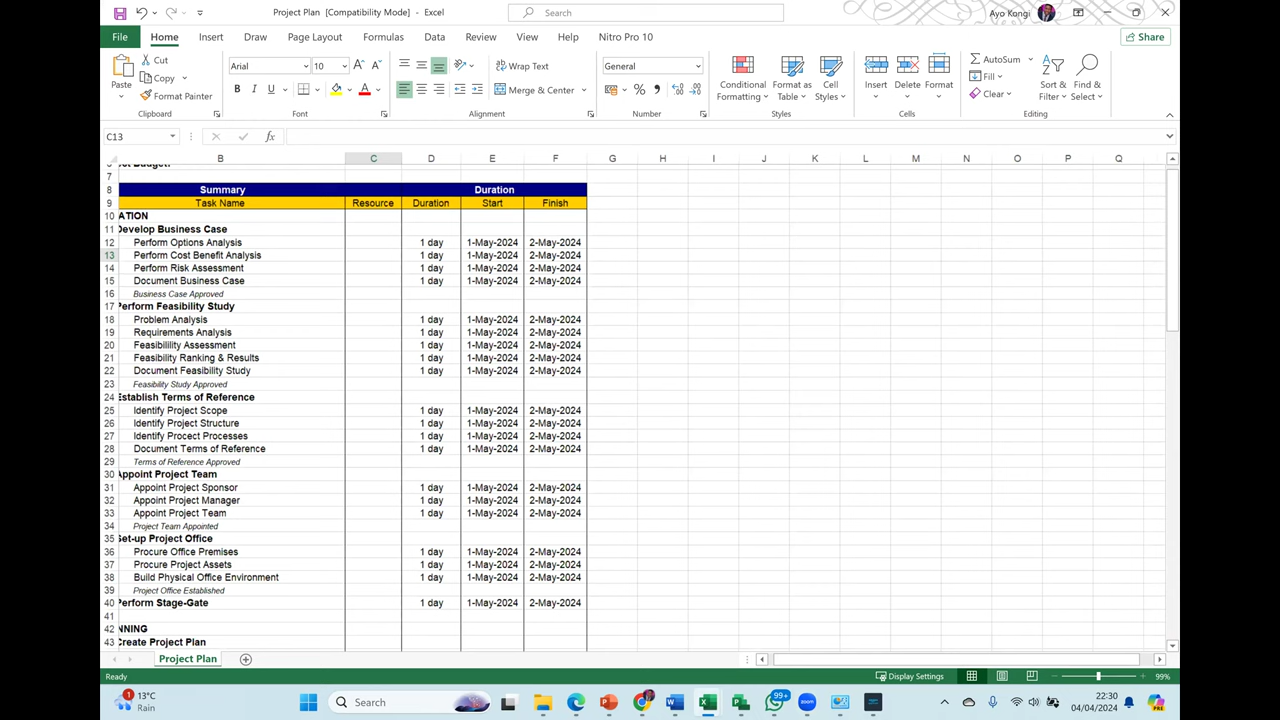 Project Plan [Compatibility Mode] - Excel
Search
Ayo Kongi
File Home Insert Draw Page Layout Formulas Data Review View Help Nitro Pro 10
Share
Paste
Cut
Copy
Format Painter
Clipboard
Arial 10
B I U
Font
Wrap Text
Merge & Center
Alignment
General
Number
Conditional Formatting
Format as Table
Cell Styles
Styles
Insert Delete Format
Cells
AutoSum
Fill
Clear
Sort & Filter
Find & Select
Editing
C13
fx
B C D E F G H I J K L M N O P Q
7
8 Summary Duration
9 Task Name Resource Duration Start Finish
10 ATION
11 Develop Business Case
12 Perform Options Analysis 1 day 1-May-2024 2-May-2024
13 Perform Cost Benefit Analysis 1 day 1-May-2024 2-May-2024
14 Perform Risk Assessment 1 day 1-May-2024 2-May-2024
15 Document Business Case 1 day 1-May-2024 2-May-2024
16 Business Case Approved
17 Perform Feasibility Study
18 Problem Analysis 1 day 1-May-2024 2-May-2024
19 Requirements Analysis 1 day 1-May-2024 2-May-2024
20 Feasibilility Assessment 1 day 1-May-2024 2-May-2024
21 Feasibility Ranking & Results 1 day 1-May-2024 2-May-2024
22 Document Feasibility Study 1 day 1-May-2024 2-May-2024
23 Feasibility Study Approved
24 Establish Terms of Reference
25 Identify Project Scope 1 day 1-May-2024 2-May-2024
26 Identify Project Structure 1 day 1-May-2024 2-May-2024
27 Identify Procect Processes 1 day 1-May-2024 2-May-2024
28 Document Terms of Reference 1 day 1-May-2024 2-May-2024
29 Terms of Reference Approved
30 Appoint Project Team
31 Appoint Project Sponsor 1 day 1-May-2024 2-May-2024
32 Appoint Project Manager 1 day 1-May-2024 2-May-2024
33 Appoint Project Team 1 day 1-May-2024 2-May-2024
34 Project Team Appointed
35 Set-up Project Office
36 Procure Office Premises 1 day 1-May-2024 2-May-2024
37 Procure Project Assets 1 day 1-May-2024 2-May-2024
38 Build Physical Office Environment 1 day 1-May-2024 2-May-2024
39 Project Office Established
40 Perform Stage-Gate 1 day 1-May-2024 2-May-2024
41
42 NNING
43 Create Project Plan
Project Plan
Ready
Display Settings
99%
1
13°C
Rain
Search
99+
22:30
04/04/2024